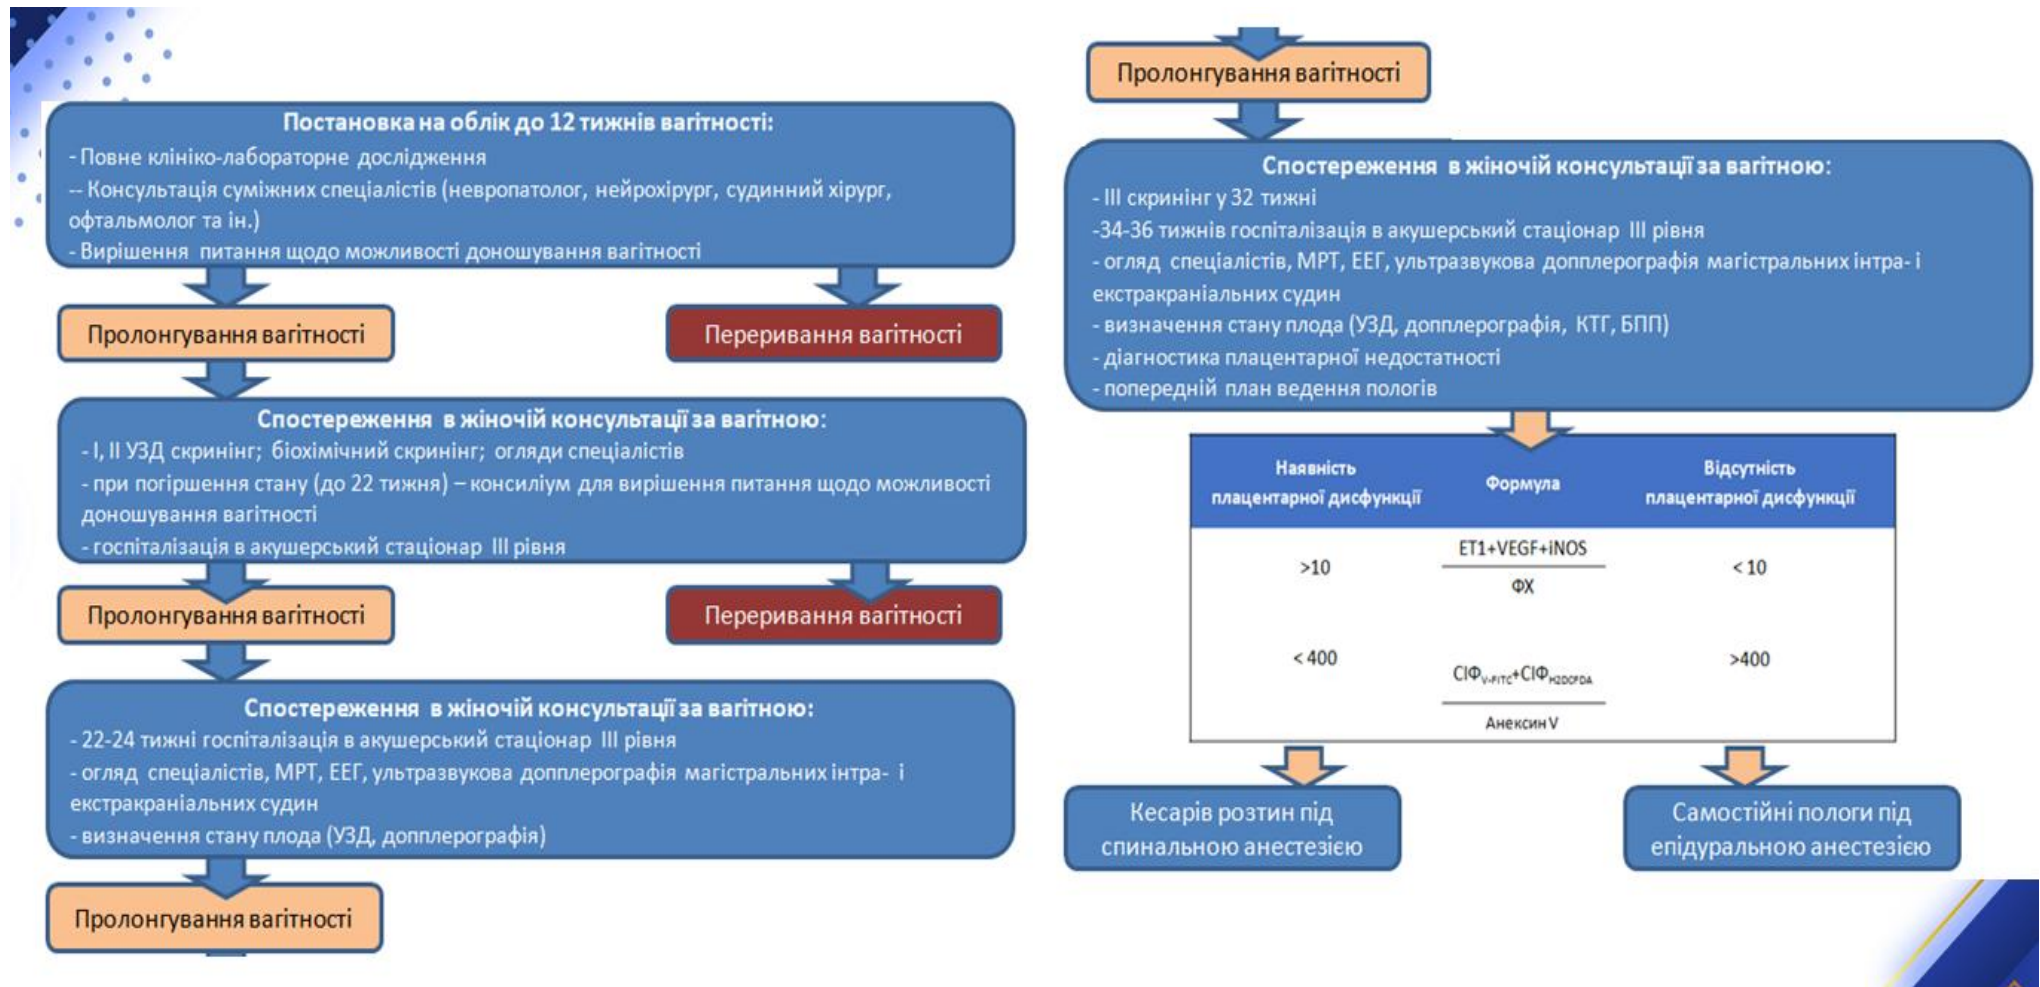 Постановка на облік до 12 тижнів вагітності:
- Повне клініко-лабораторне дослідження
-- Консультація суміжних спеціалістів (невропатолог, нейрохірург, судинний хірург,
офтальмолог та ін.)
- Вирішення питання щодо можливості доношування вагітності
Пролонгування вагітності
Переривання вагітності
Спостереження в жіночій консультації за вагітною:
- І, ІІ УЗД скринінг; біохімічний скринінг; огляди спеціалістів
- при погіршення стану (до 22 тижня) – консиліум для вирішення питання щодо можливості
доношування вагітності
- госпіталізація в акушерський стаціонар ІІІ рівня
Пролонгування вагітності
Переривання вагітності
Спостереження в жіночій консультації за вагітною:
- 22-24 тижні госпіталізація в акушерський стаціонар ІІІ рівня
- огляд спеціалістів, МРТ, ЕЕГ, ультразвукова допплерографія магістральних інтра- і
екстракраніальних судин
- визначення стану плода (УЗД, допплерографія)
Пролонгування вагітності
Пролонгування вагітності
Спостереження в жіночій консультації за вагітною:
- ІІІ скринінг у 32 тижні
-34-36 тижнів госпіталізація в акушерський стаціонар ІІІ рівня
- огляд спеціалістів, МРТ, ЕЕГ, ультразвукова допплерографія магістральних інтра- і
екстракраніальних судин
- визначення стану плода (УЗД, допплерографія, КТГ, БПП)
- діагностика плацентарної недостатності
- попередній план ведення пологів
Наявність
плацентарної дисфункції
Формула
Відсутність
плацентарної дисфункції
>10
ET1+VEGF+iNOS
ФХ
< 10
< 400
СІФV-FITC+СІФH2DCFDA
Анексин V
>400
Кесарів розтин під
спинальною анестезією
Самостійні пологи під
епідуральною анестезією